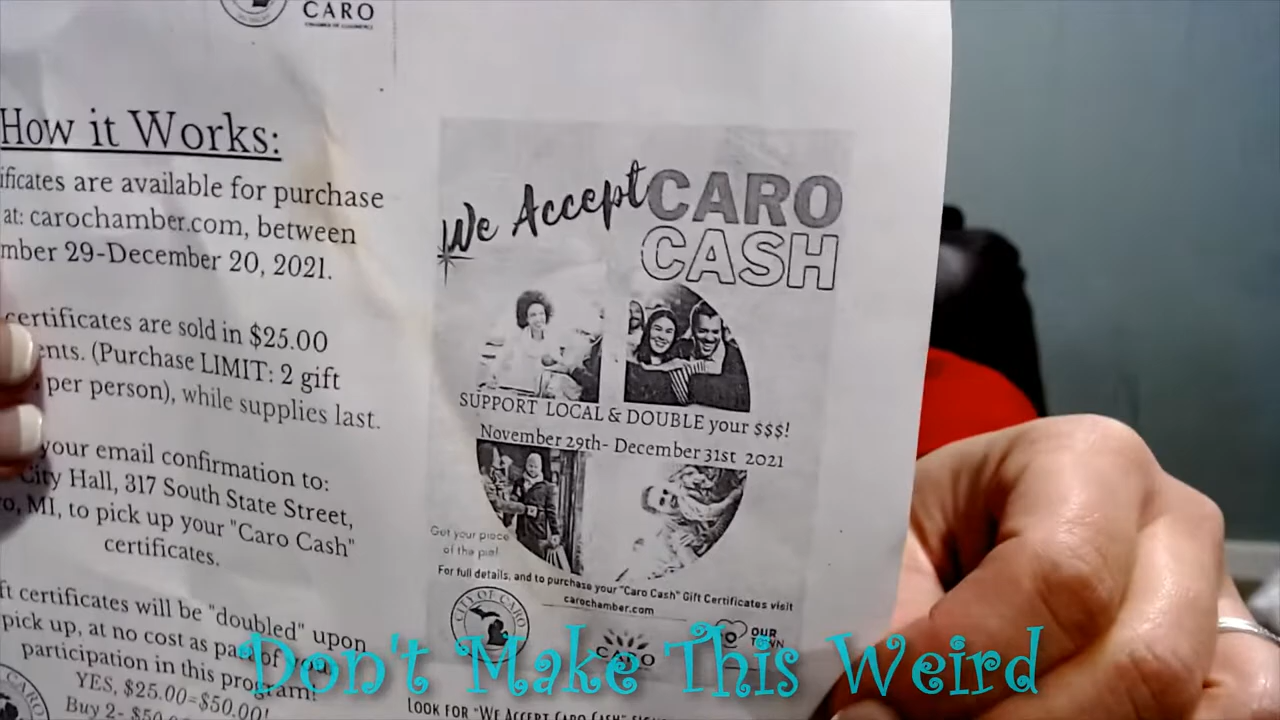 CARO
How it Works:
ificates are available for purchase
at: carochamber.com, between
mber 29-December 20, 2021.
certificates are sold in $25.00
ents. (Purchase LIMIT: 2 gift
per person), while supplies last.
your email confirmation to:
City Hall, 317 South State Street,
o, MI, to pick up your "Caro Cash"
certificates.
ft certificates will be "doubled" upon
pick up, at no cost as part of your
participation in this program!
YES, $25.00=$50.00!
Buy 2- $50.
We Accept CARO
CASH
SUPPORT LOCAL & DOUBLE your $$$!
November 29th- December 31st 2021
Get your piece
of the pie!
For full details, and to purchase your "Caro Cash" Gift Certificates visit
carochamber.com
CITY OF CARO
CARO
OUR
TOWN
LOOK FOR "WE ACCEPT CARO CASH"
Don't Make This Weird